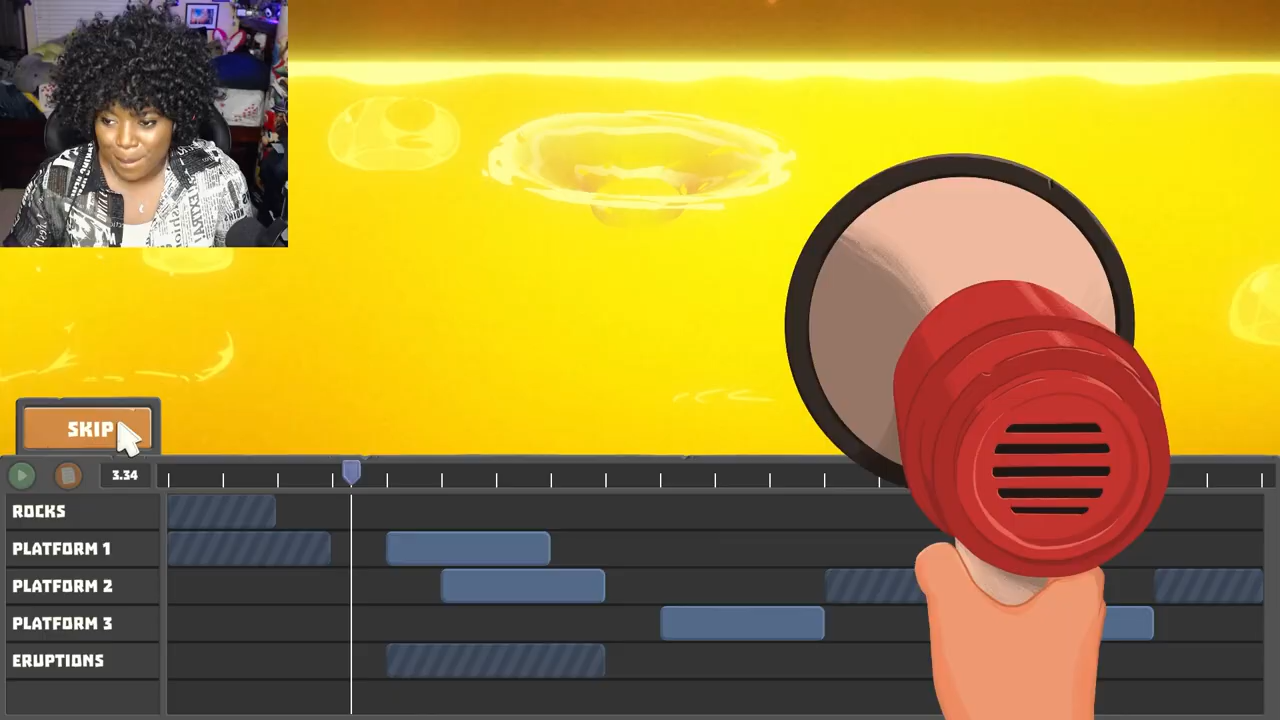 SKIP
3.34
ROCKS
PLATFORM 1
PLATFORM 2
PLATFORM 3
ERUPTIONS